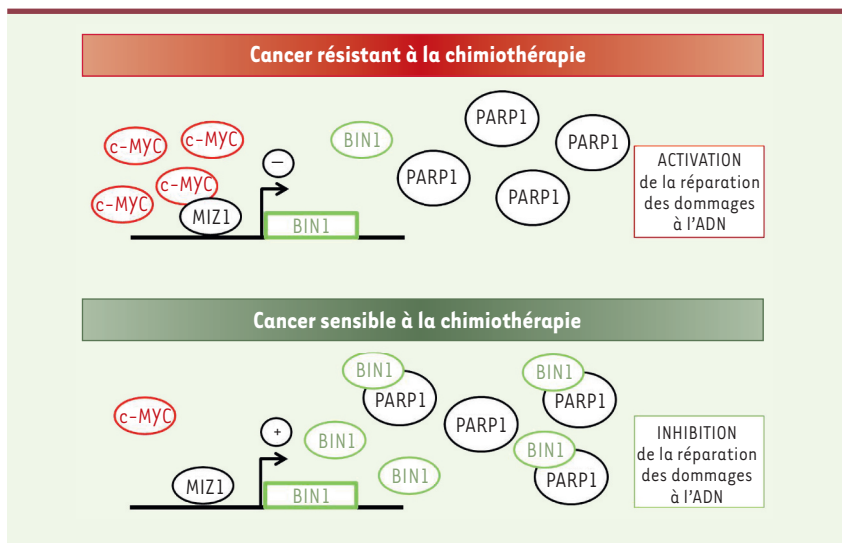 Cancer résistant à la chimiothérapie
c-MYC
c-MYC
c-MYC
c-MYC
MIZ1
−
BIN1
BIN1
PARP1
PARP1
PARP1
PARP1
ACTIVATION
de la réparation
des dommages
à l’ADN
Cancer sensible à la chimiothérapie
c-MYC
MIZ1
+
BIN1
BIN1
BIN1
BIN1
PARP1
PARP1
BIN1
PARP1
BIN1
PARP1
INHIBITION
de la réparation
des dommages
à l’ADN